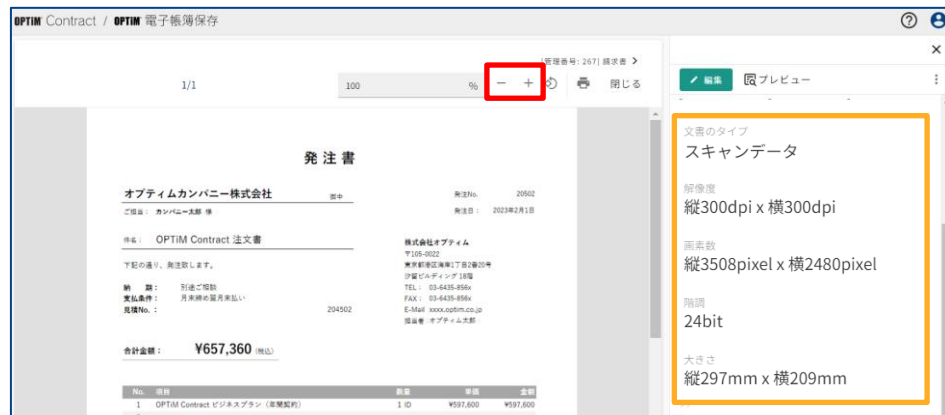 OPTiM Contract / OPTiM 電子帳簿保存
(管理番号: 267) 請求書
1/1
100 %
閉じる
編集
プレビュー
発注書
オプティムカンパニー株式会社 御中
ご担当: カンパニー太郎 様
発注No. 20502
発注日: 2023年2月1日
件名: OPTiM Contract 注文書
下記の通り、発注致します。
納 期: 別途ご相談
支払条件: 月末締め翌月末払い
見積No. : 204502
株式会社オプティム
〒105-0022
東京都港区海岸1丁目2番20号
汐留ビルディング 18階
TEL: 03-6435-856x
FAX: 03-6435-856x
E-Mail xxxx.optim.co.jp
担当者:オプティム太郎
合計金額: ¥657,360 (税込)
No. 項目 数量 単価 金額
1 OPTiM Contract ビジネスプラン(年間契約) 1 ID ¥597,600 ¥597,600
文書のタイプ
スキャンデータ
解像度
縦300dpi x 横300dpi
画素数
縦3508pixel x 横2480pixel
階調
24bit
大きさ
縦297mm x 横209mm